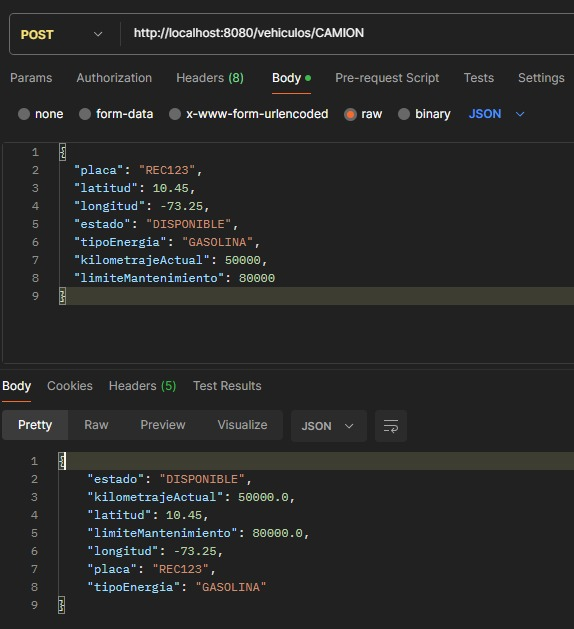 POST http://localhost:8080/vehiculos/CAMION
Params Authorization Headers (8) Body Pre-request Script Tests Settings
none form-data x-www-form-urlencoded raw binary JSON
1 {
2 "placa": "REC123",
3 "latitud": 10.45,
4 "longitud": -73.25,
5 "estado": "DISPONIBLE",
6 "tipoEnergia": "GASOLINA",
7 "kilometrajeActual": 50000,
8 "limiteMantenimiento": 80000
9 }
Body Cookies Headers (5) Test Results
Pretty Raw Preview Visualize JSON
1 {
2 "estado": "DISPONIBLE",
3 "kilometrajeActual": 50000.0,
4 "latitud": 10.45,
5 "limiteMantenimiento": 80000.0,
6 "longitud": -73.25,
7 "placa": "REC123",
8 "tipoEnergia": "GASOLINA"
9 }